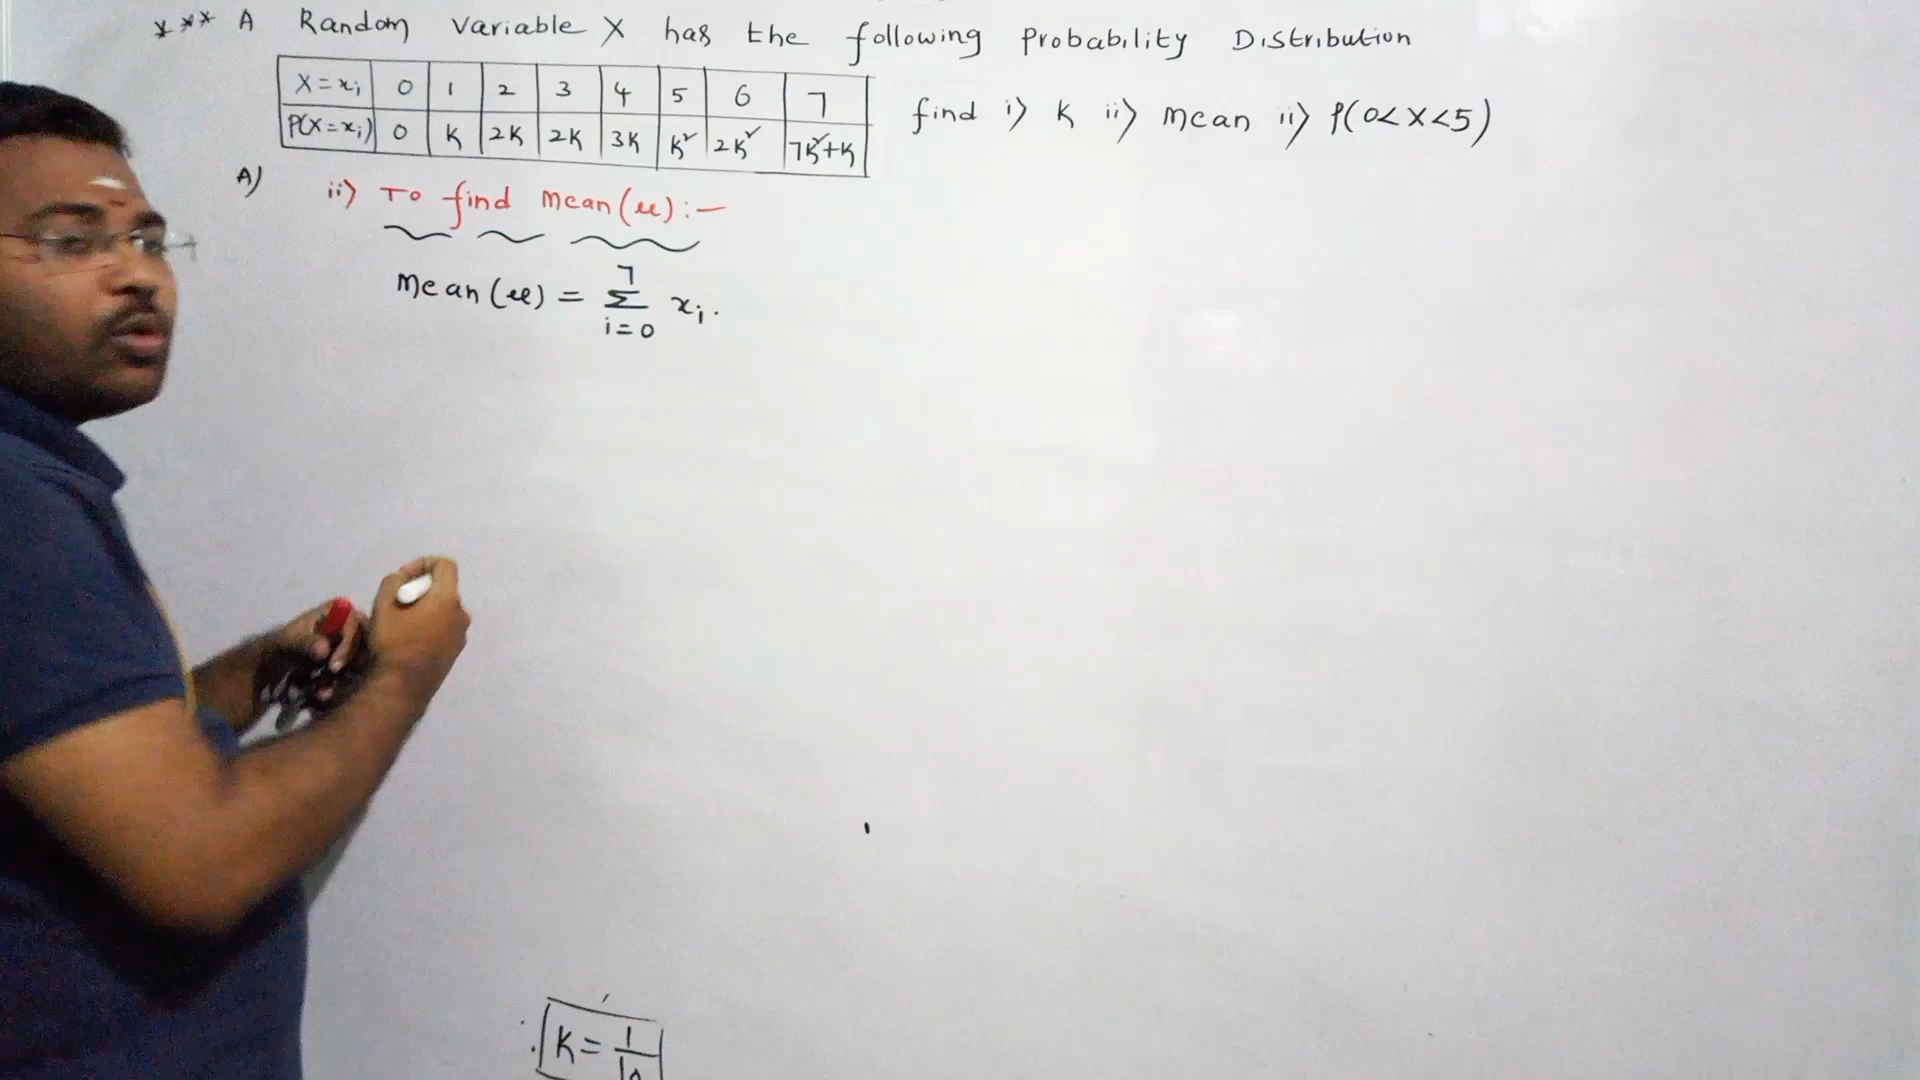 *** A Random variable X has the following Probability Distribution
X=xᵢ 0 1 2 3 4 5 6 7
P(X=xᵢ) 0 K 2K 2K 3K K² 2K² 7K²+K
find i) K ii) mean ii) P(0<X<5)
A) ii) To find mean(μ):-
Mean(μ) = 7 Σ i=0 xᵢ.
∴ K = 1/10